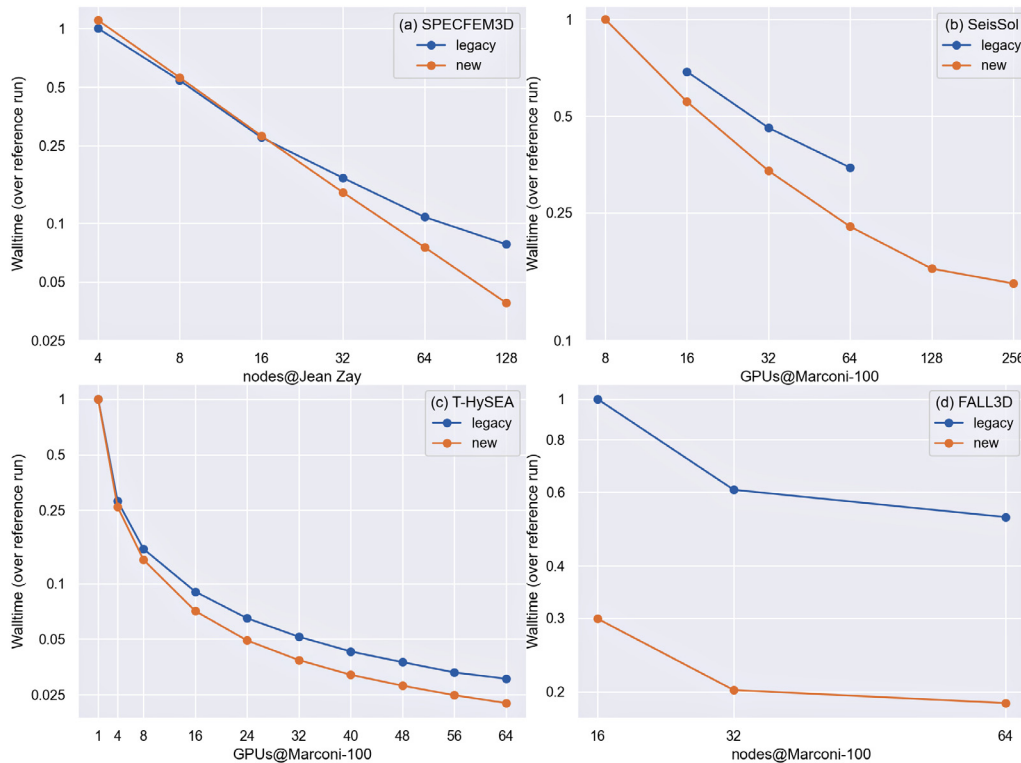 (a) SPECFEM3D
legacy
new
Walltime (over reference run)
1
0.5
0.25
0.1
0.05
0.025
4 8 16 32 64 128
nodes@Jean Zay
(b) SeisSol
legacy
new
Walltime (over reference run)
1
0.5
0.25
0.1
8 16 32 64 128 256
GPUs@Marconi-100
(c) T-HySEA
legacy
new
Walltime (over reference run)
1
0.5
0.25
0.1
0.05
0.025
1 4 8 16 24 32 40 48 56 64
GPUs@Marconi-100
(d) FALL3D
legacy
new
Walltime (over reference run)
1
0.8
0.6
0.4
0.3
0.2
16 32 64
nodes@Marconi-100